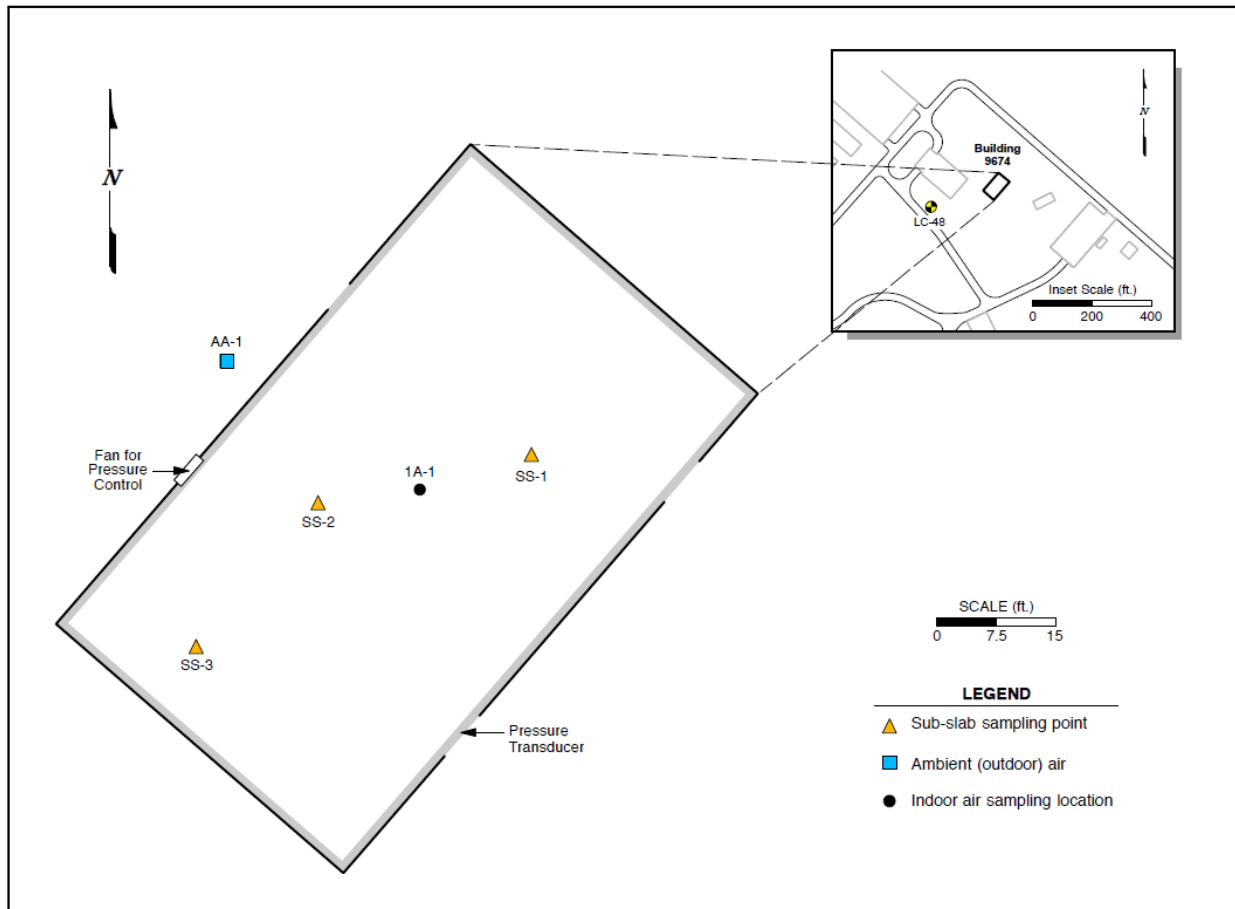 N
AA-1
Fan for
Pressure
Control
1A-1
SS-1
SS-2
SS-3
Pressure
Transducer
N
Building
9674
LC-48
Inset Scale (ft.)
0 200 400
SCALE (ft.)
0 7.5 15
LEGEND
Sub-slab sampling point
Ambient (outdoor) air
Indoor air sampling location